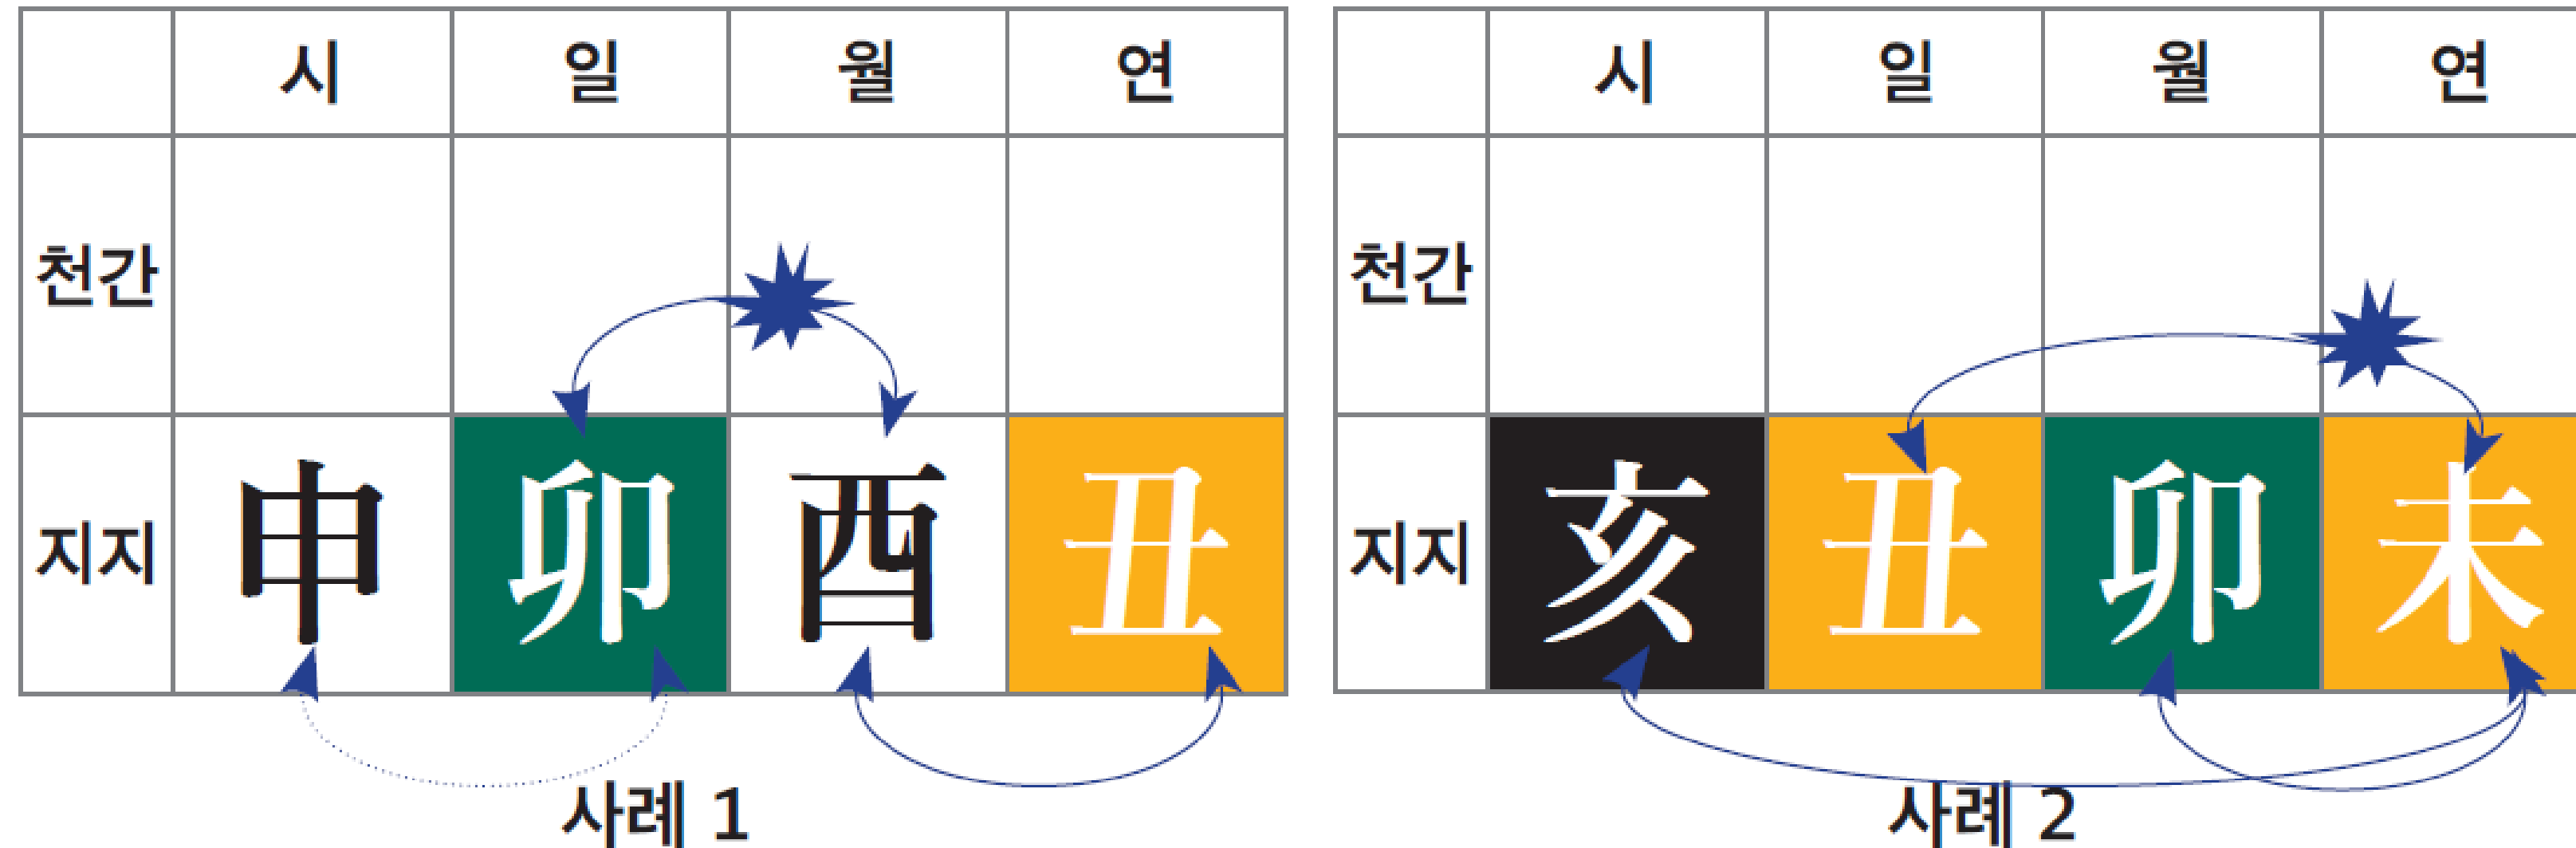 시 일 월 연
천간
지지 申 卯 酉 丑
사례 1
시 일 월 연
천간
지지 亥 丑 卯 未
사례 2